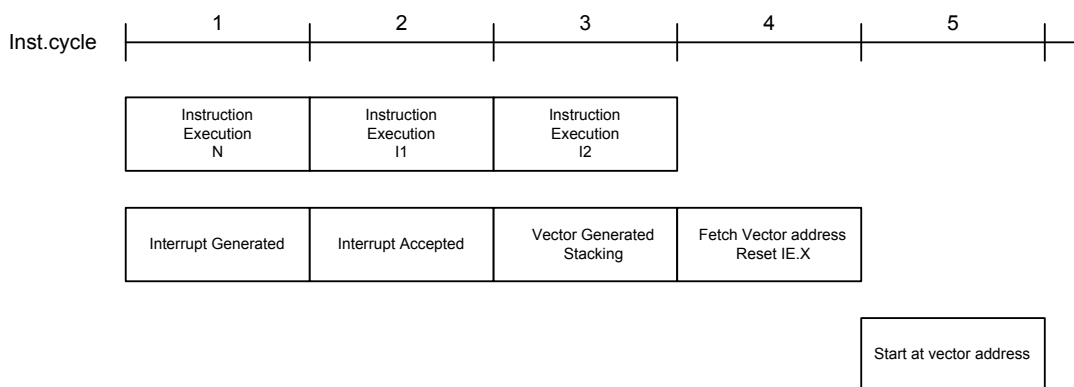 1 2 3 4 5
Inst.cycle
Instruction
Execution
N
Instruction
Execution
I1
Instruction
Execution
I2
Interrupt Generated
Interrupt Accepted
Vector Generated
Stacking
Fetch Vector address
Reset IE.X
Start at vector address